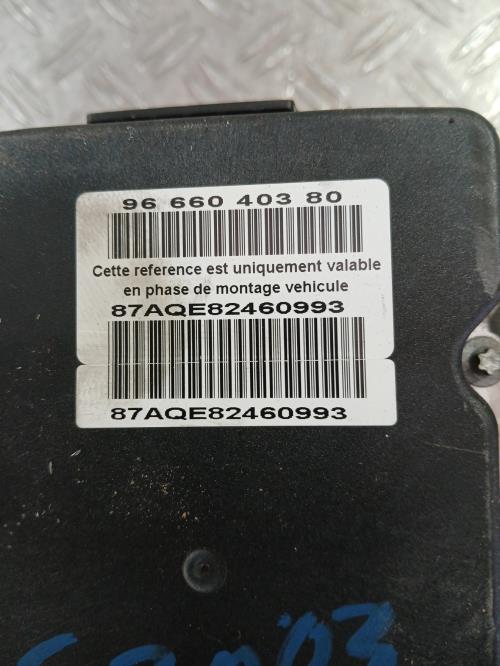 96 660 403 80
Cette reference est uniquement valable
en phase de montage vehicule
87AQE82460993
87AQE82460993